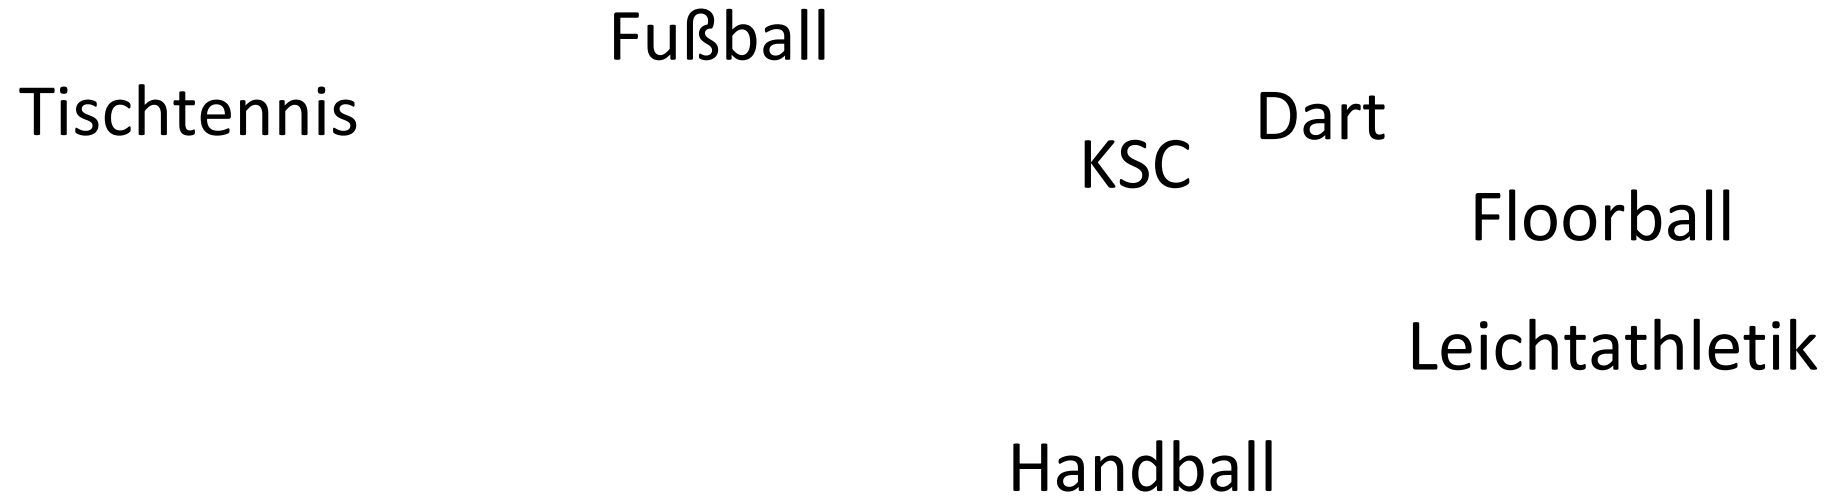 Fußball
Tischtennis
Dart
KSC
Floorball
Leichtathletik
Handball